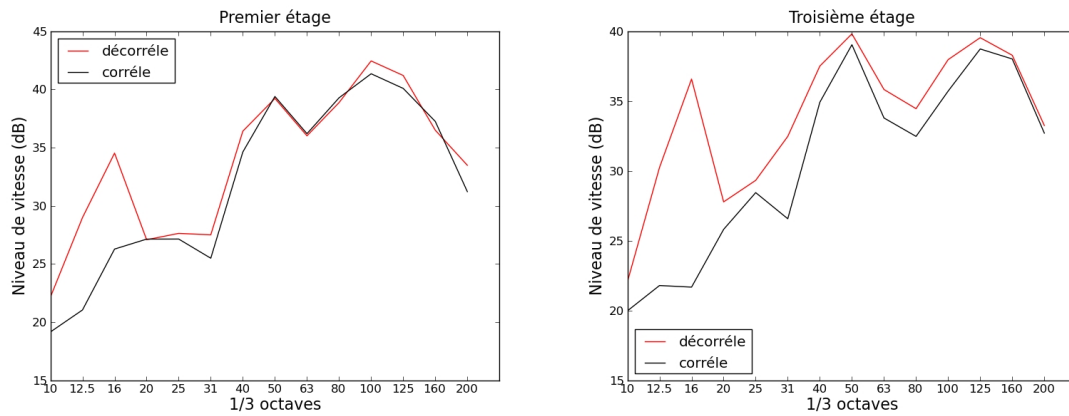 Premier étage
45
40
35
30
25
20
15
Niveau de vitesse (dB)
décorréle
corréle
10 12.5 16 20 25 31 40 50 63 80 100 125 160 200
1/3 octaves
Troisième étage
40
35
30
25
20
15
Niveau de vitesse (dB)
décorréle
corréle
10 12.5 16 20 25 31 40 50 63 80 100 125 160 200
1/3 octaves